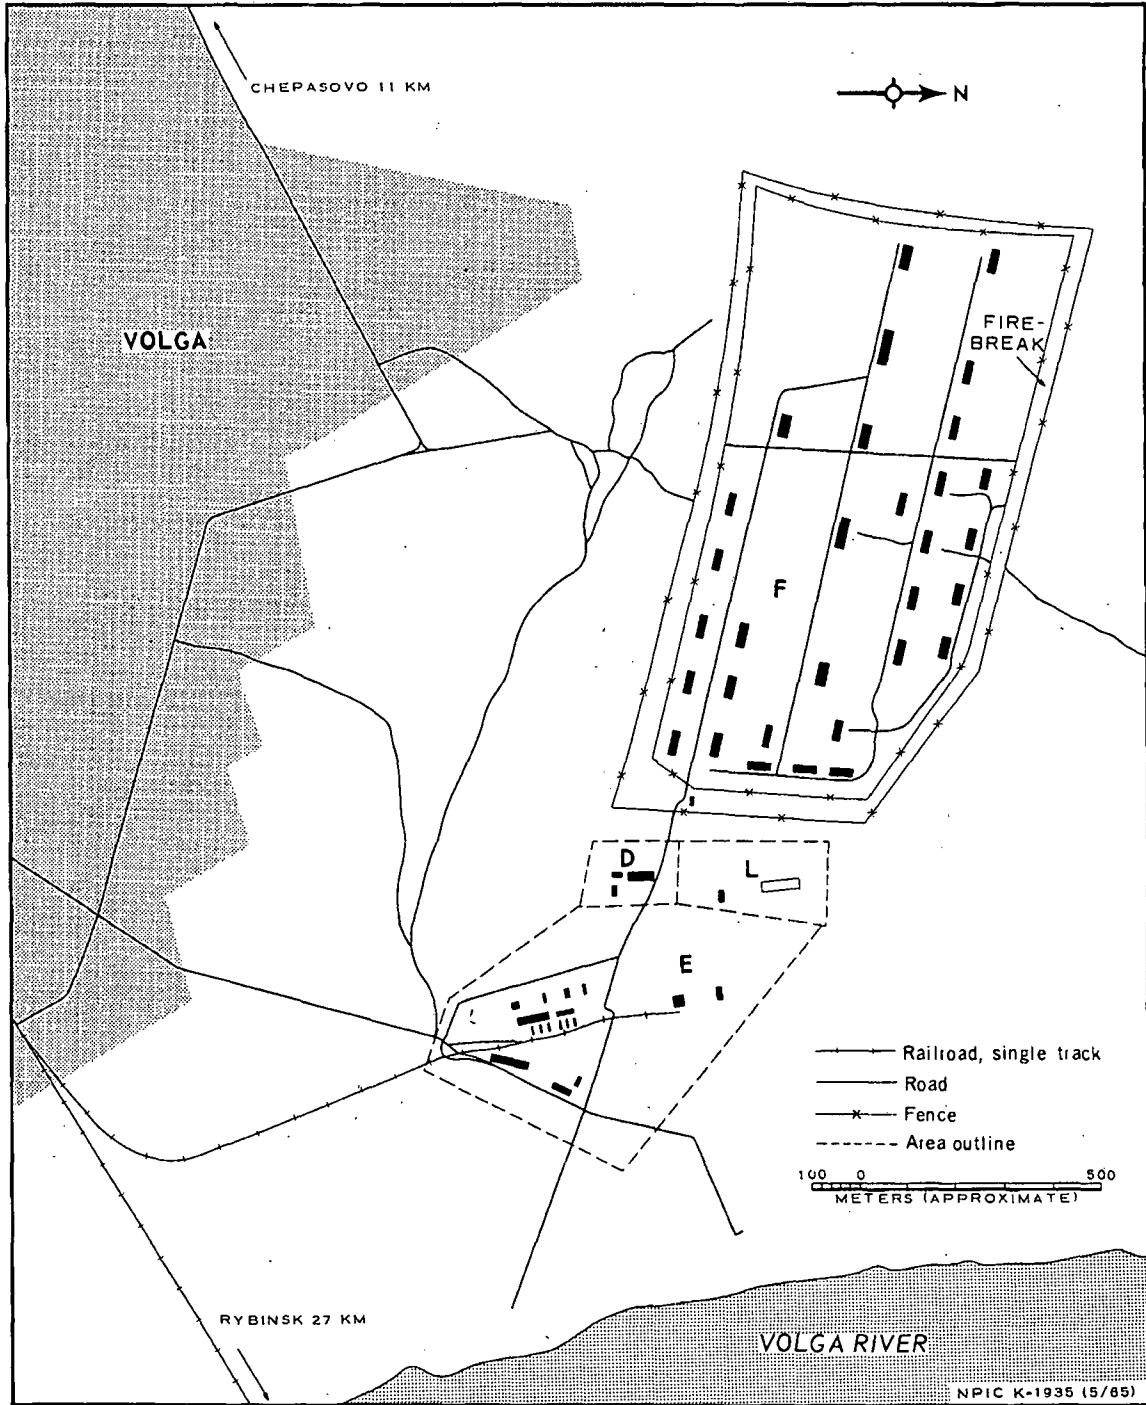 CHEPASOVO 11 KM
N
VOLGA
FIRE-
BREAK
F
D
L
E
Railroad, single track
Road
Fence
Area outline
100 0 500
METERS (APPROXIMATE)
RYBINSK 27 KM
VOLGA RIVER
NPIC K-1935 (5/65)